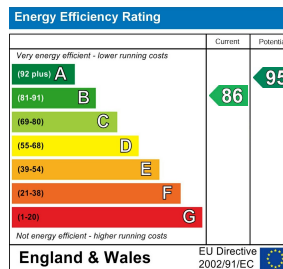 Energy Efficiency Rating
Current Potentia
Very energy efficient - lower running costs
(92 plus) A
95
(81-91) B
86
(69-80) C
(55-68) D
(39-54) E
(21-38) F
(1-20) G
Not energy efficient - higher running costs
England & Wales
EU Directive
2002/91/EC